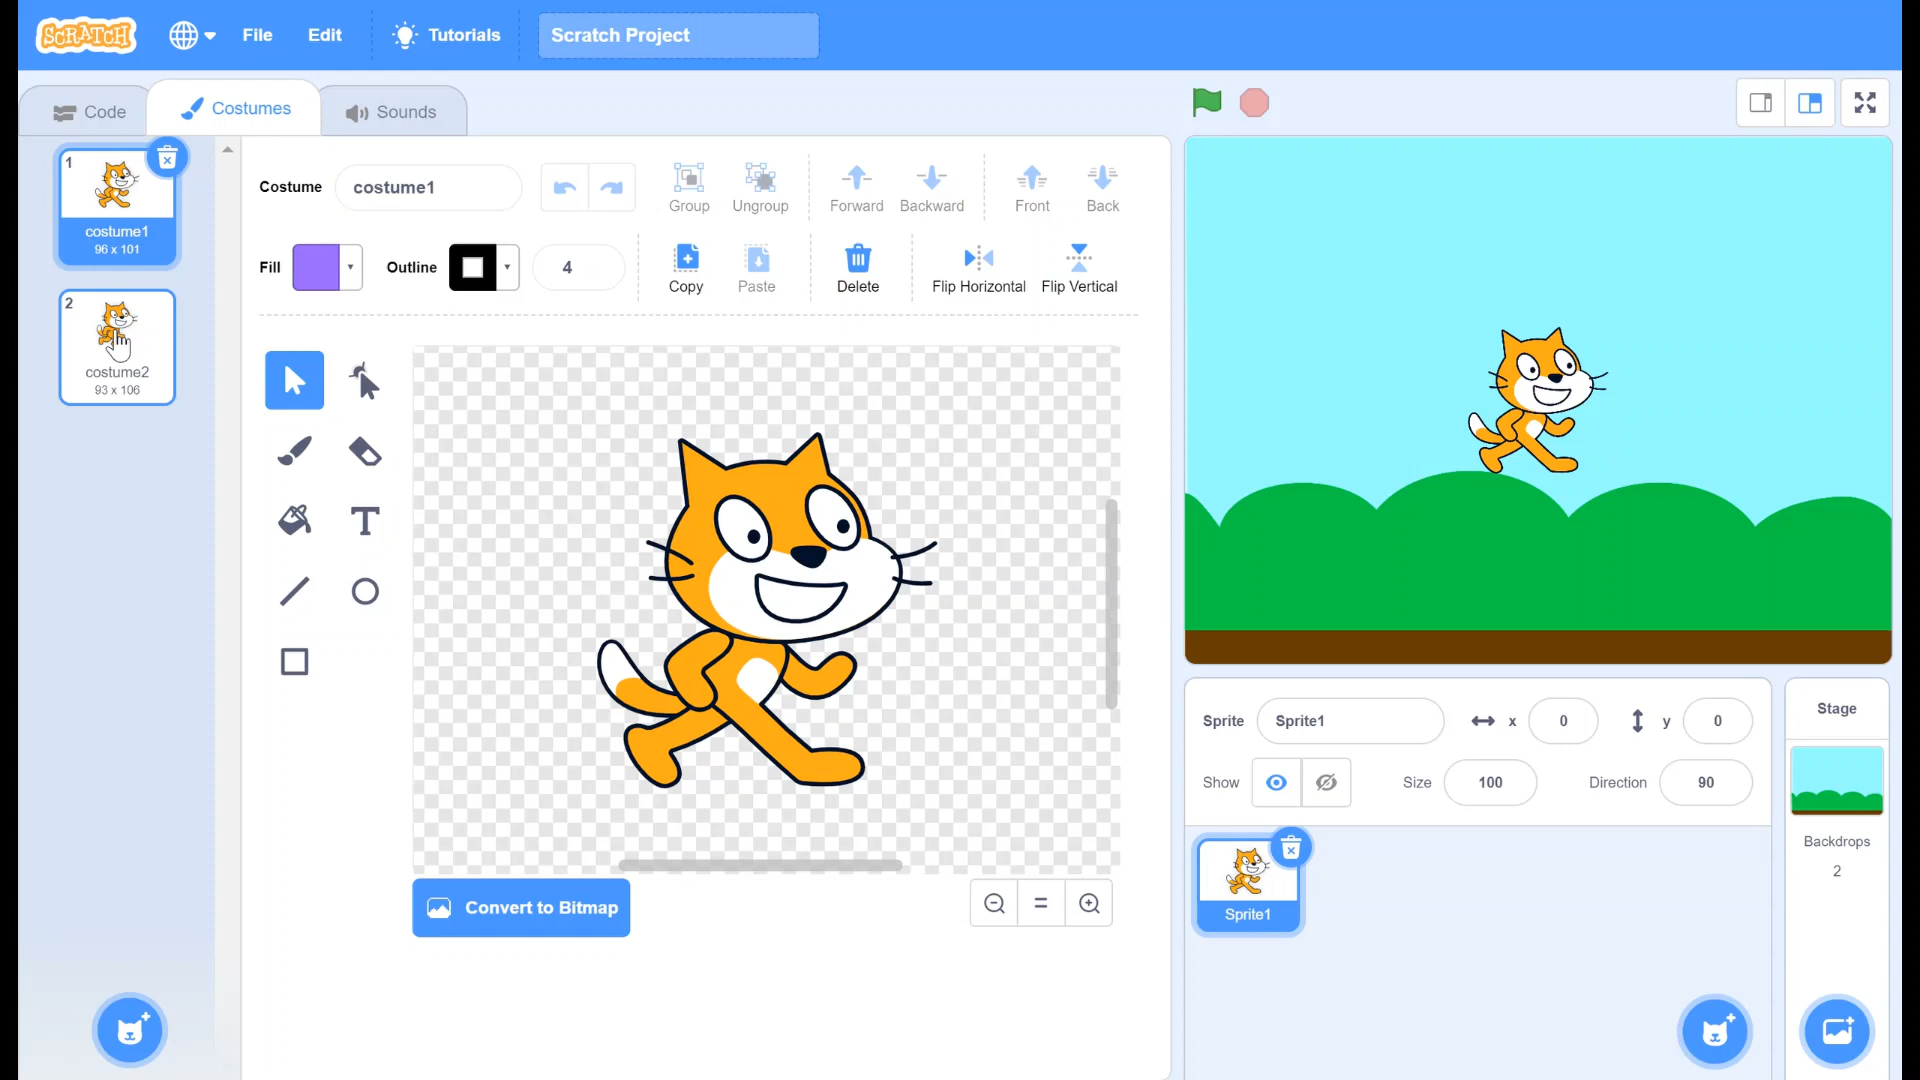 SCRATCH
File
Edit
Tutorials
Scratch Project
Code
Costumes
Sounds
1
costume1
96 x 101
2
costume2
93 x 106
Costume
costume1
Group
Ungroup
Forward
Backward
Front
Back
Fill
Outline
4
Copy
Paste
Delete
Flip Horizontal
Flip Vertical
Convert to Bitmap
Sprite
Sprite1
x
0
y
0
Show
Size
100
Direction
90
Sprite1
Stage
Backdrops
2